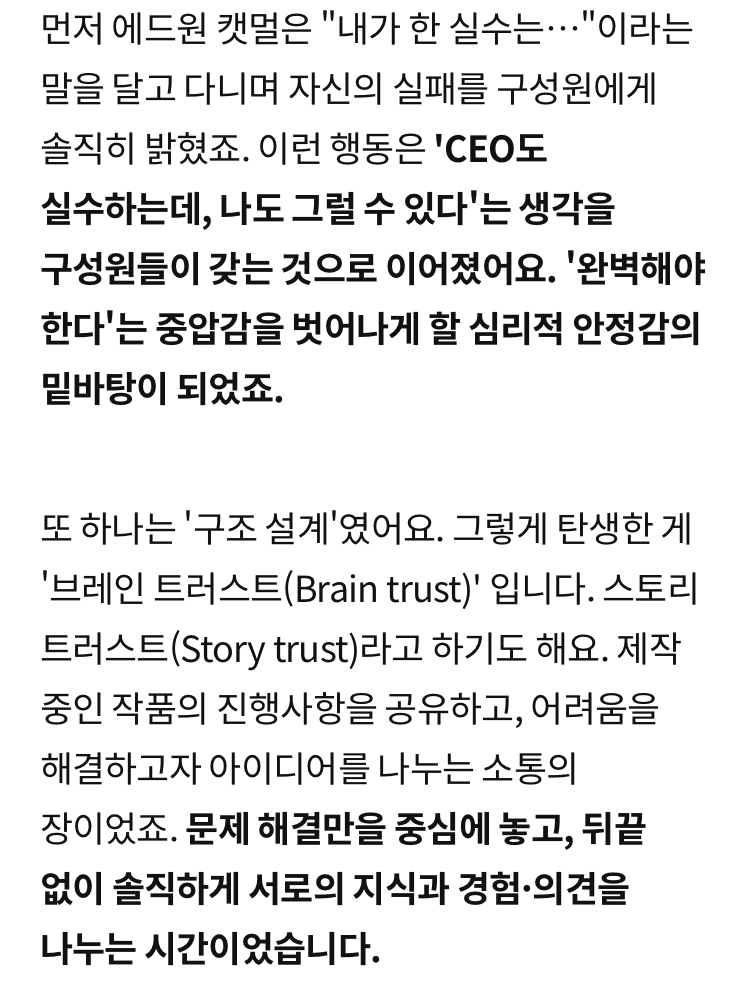 먼저 에드윈 캣멀은 "내가 한 실수는…"이라는
말을 달고 다니며 자신의 실패를 구성원에게
솔직히 밝혔죠. 이런 행동은 'CEO도
실수하는데, 나도 그럴 수 있다'는 생각을
구성원들이 갖는 것으로 이어졌어요. '완벽해야
한다'는 중압감을 벗어나게 할 심리적 안정감의
밑바탕이 되었죠.
또 하나는 '구조 설계'였어요. 그렇게 탄생한 게
'브레인 트러스트(Brain trust)' 입니다. 스토리
트러스트(Story trust)라고 하기도 해요. 제작
중인 작품의 진행사항을 공유하고, 어려움을
해결하고자 아이디어를 나누는 소통의
장이었죠. 문제 해결만을 중심에 놓고, 뒤끝
없이 솔직하게 서로의 지식과 경험·의견을
나누는 시간이었습니다.